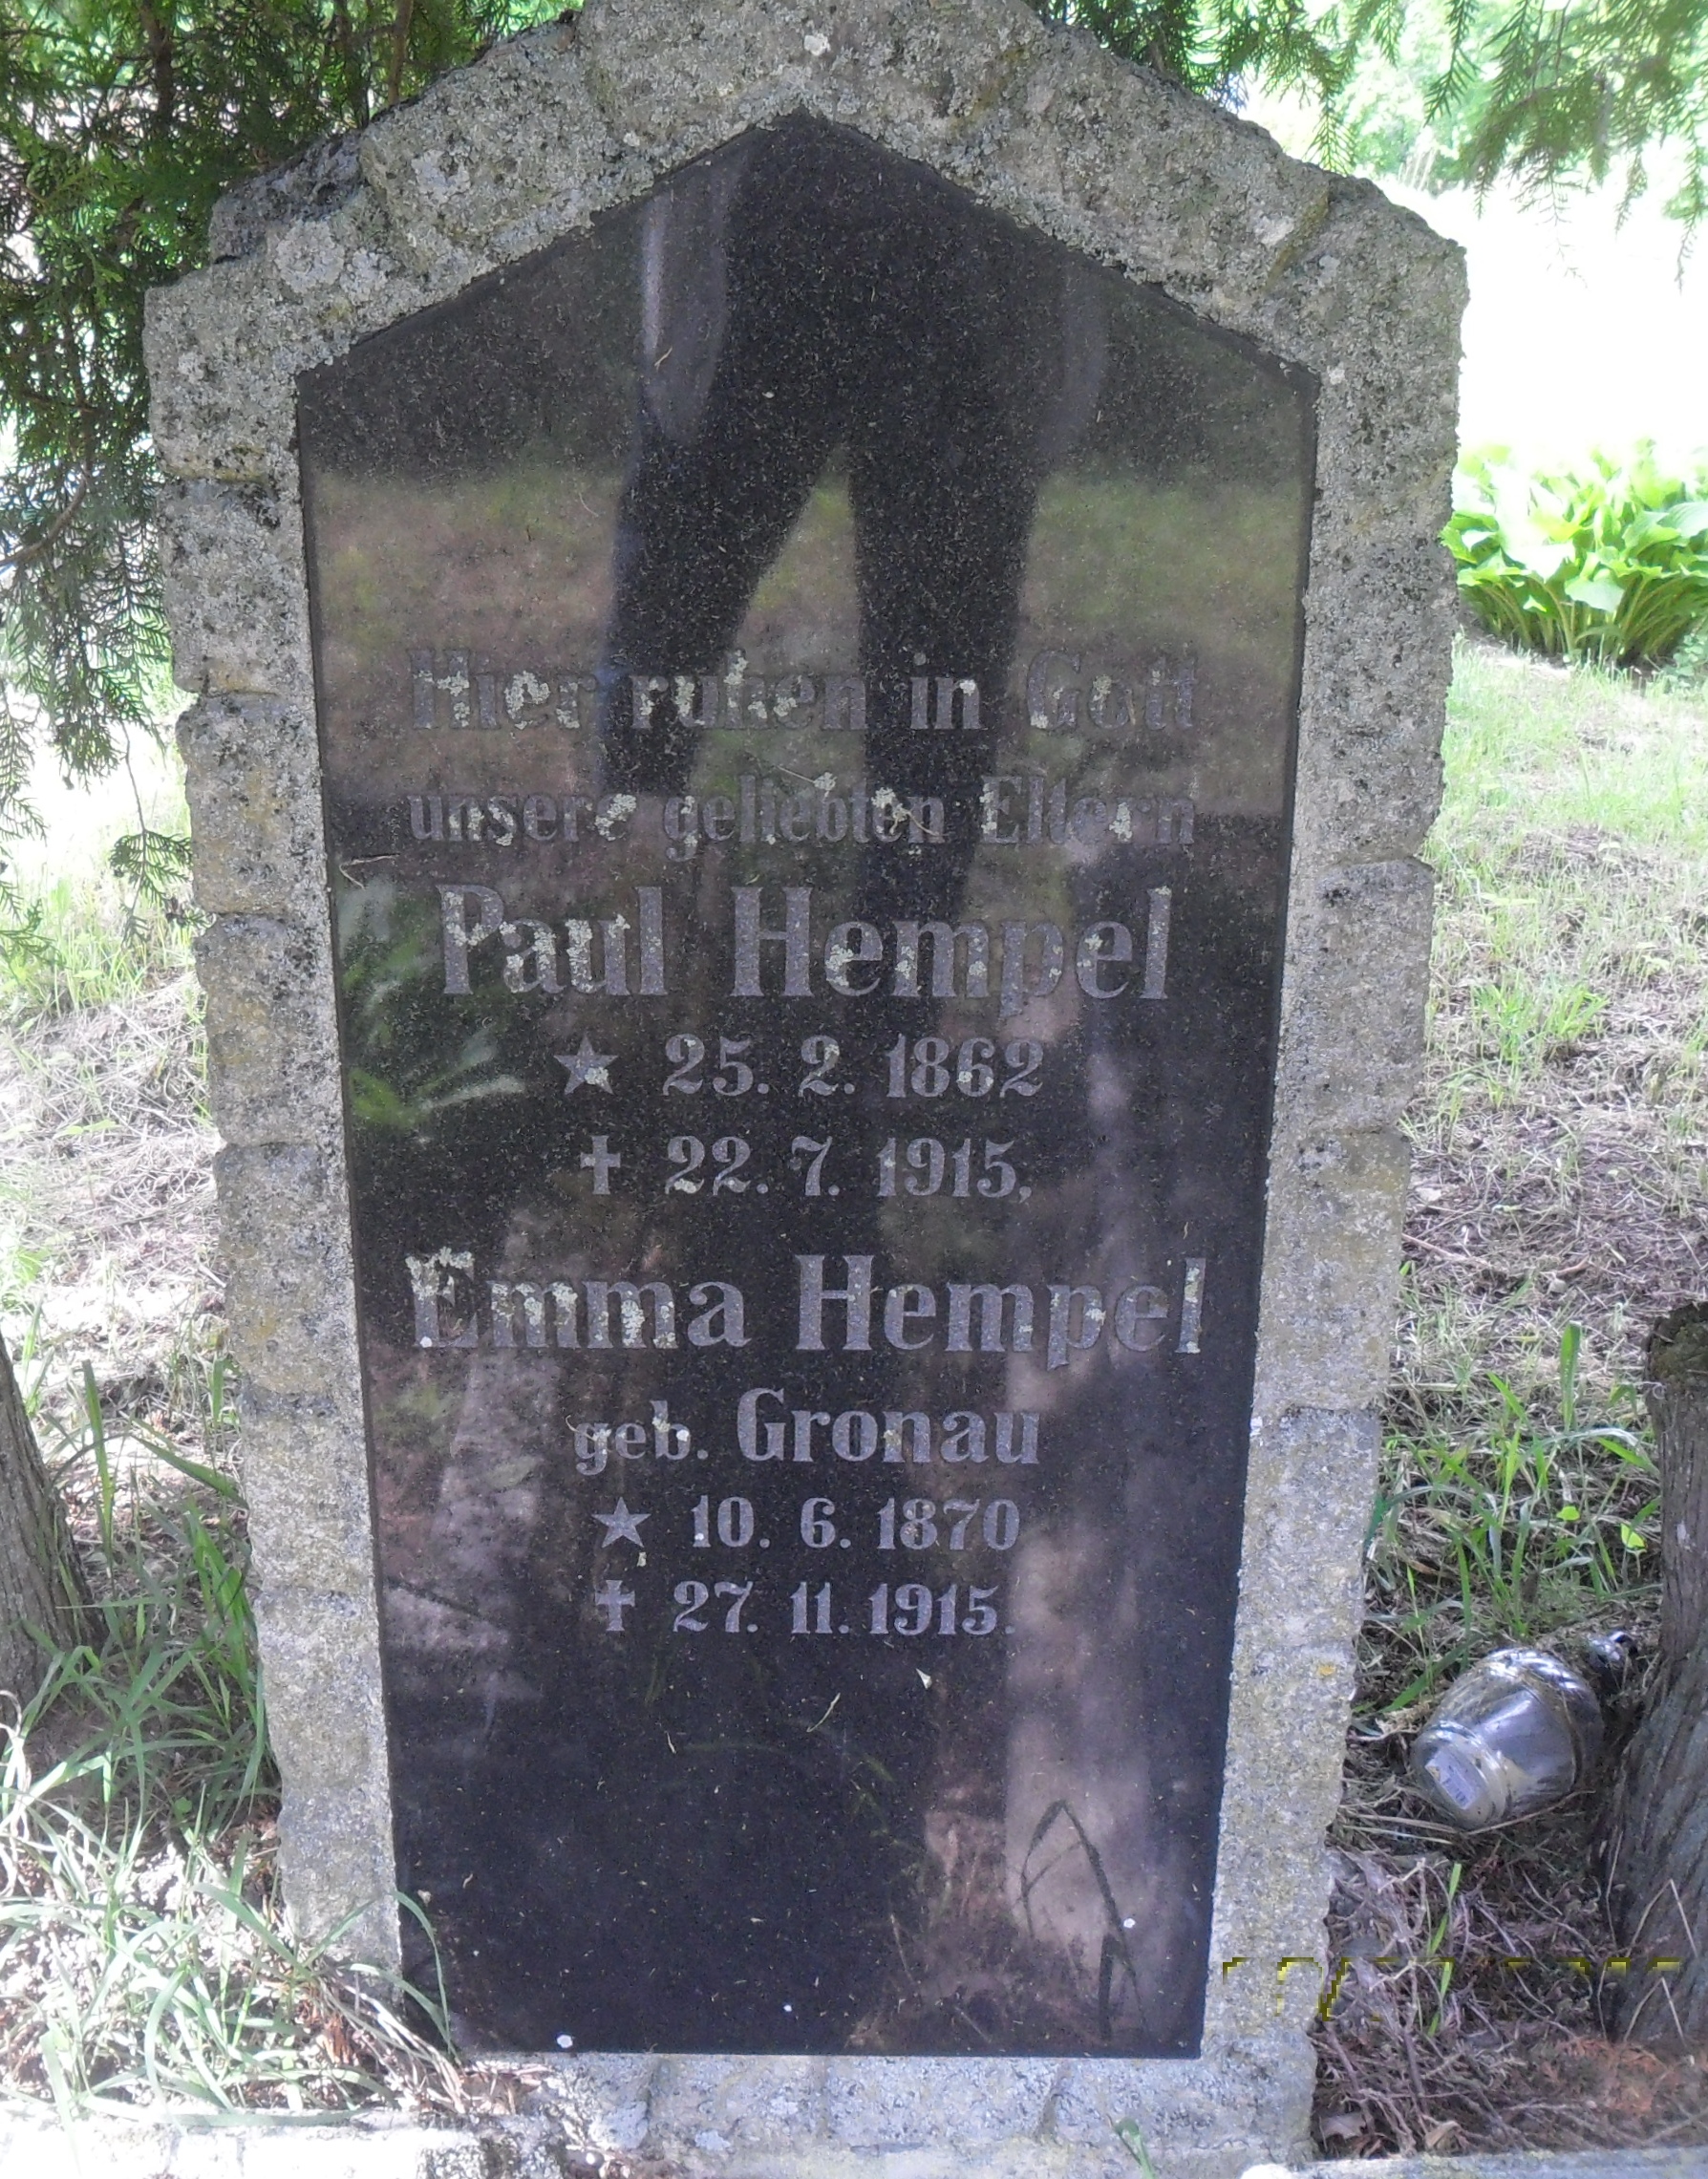 Hier ruhen in Gott
unsere geliebten Eltern
Paul Hempel
★ 25. 2. 1862
✝ 22. 7. 1915,
Emma Hempel
geb. Gronau
★ 10. 6. 1870
✝ 27. 11. 1915.